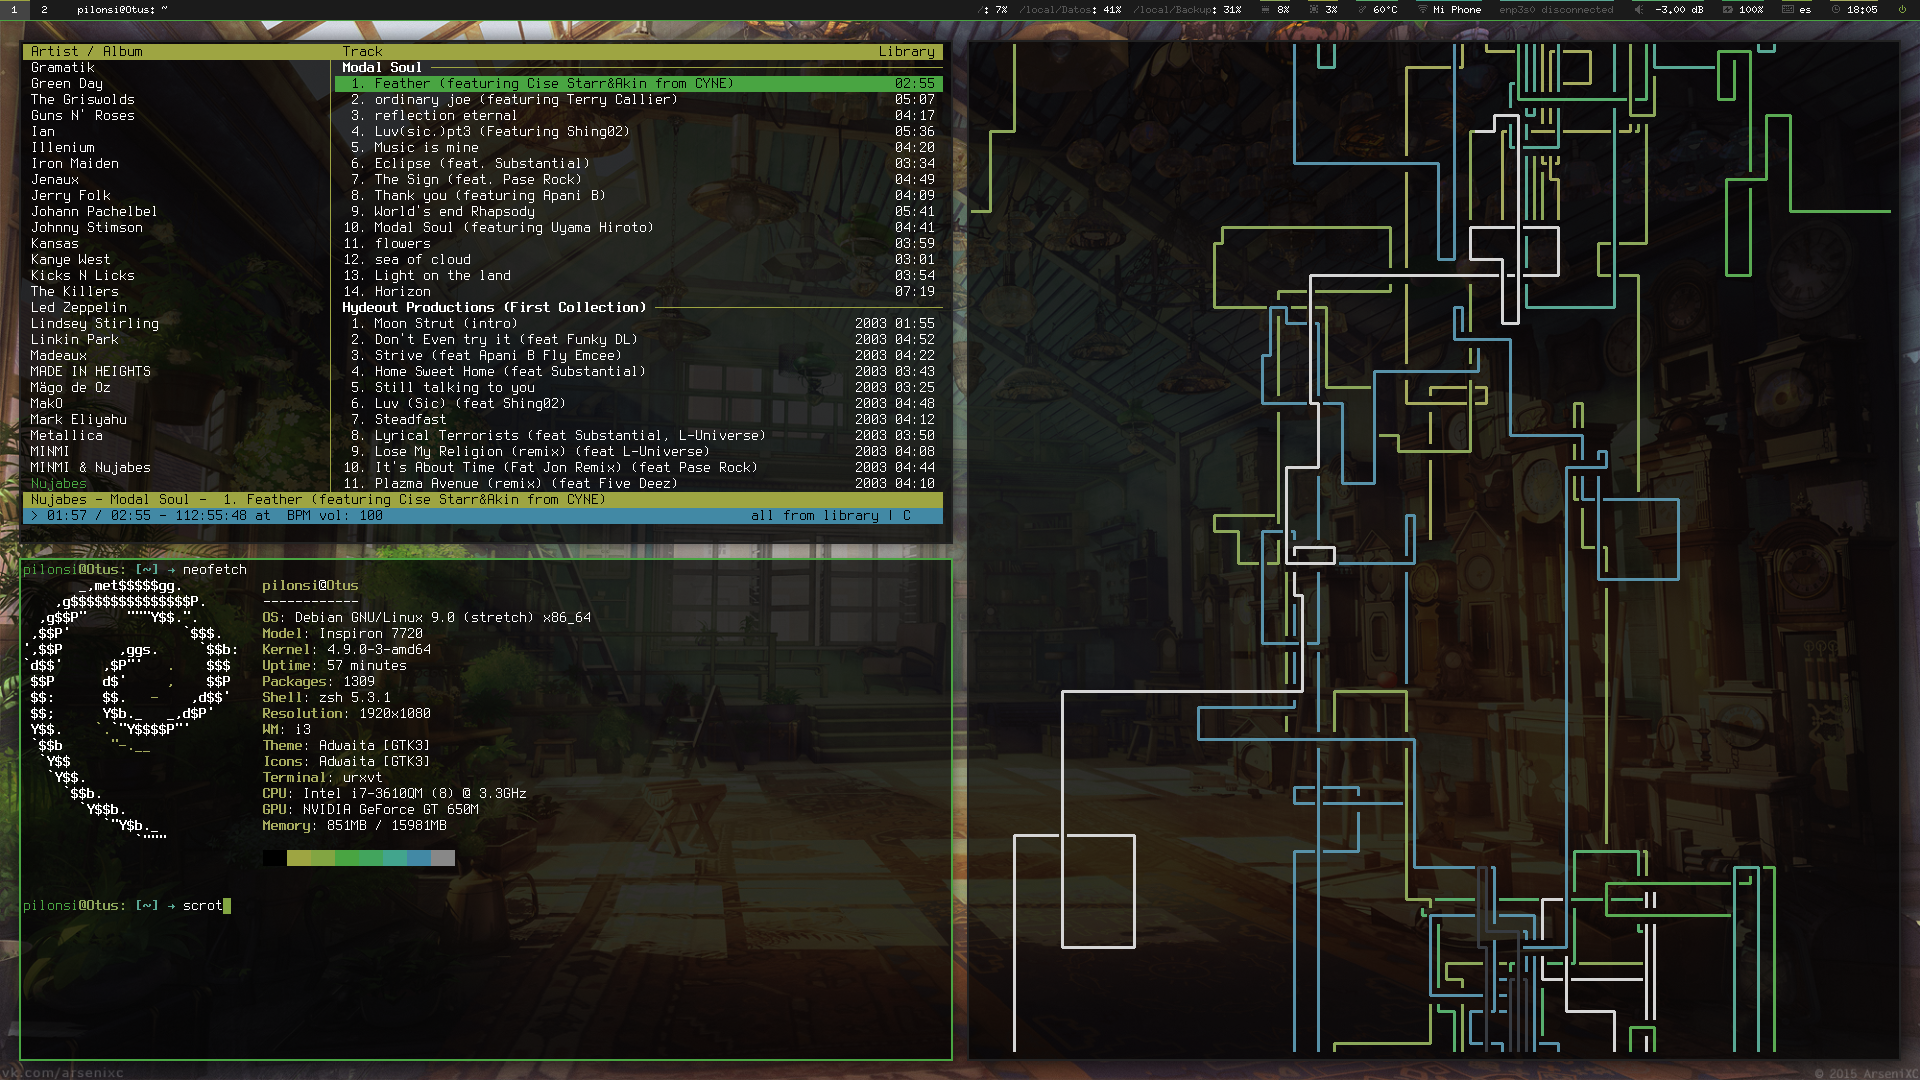 1 2 pilonsi@Otus: ~ /: 7% /local/Datos: 41% /local/Backup: 31% 8% 3% 60°C Mi Phone enp3s0 disconnected -3.00 dB 100% es 18:05
Artist / Album Track Library
Gramatik Modal Soul
Green Day 1. Feather (featuring Cise Starr&Akin from CYNE) 02:55
The Griswolds 2. ordinary joe (featuring Terry Callier) 05:07
Guns N' Roses 3. reflection eternal 04:17
Ian 4. Luv(sic.)pt3 (Featuring Shing02) 05:36
Illenium 5. Music is mine 04:20
Iron Maiden 6. Eclipse (feat. Substantial) 03:34
Jenaux 7. The Sign (feat. Pase Rock) 04:49
Jerry Folk 8. Thank you (featuring Apani B) 04:09
Johann Pachelbel 9. World's end Rhapsody 05:41
Johnny Stimson 10. Modal Soul (featuring Uyama Hiroto) 04:41
Kansas 11. flowers 03:59
Kanye West 12. sea of cloud 03:01
Kicks N Licks 13. Light on the land 03:54
The Killers 14. Horizon 07:19
Led Zeppelin Hydeout Productions (First Collection)
Lindsey Stirling 1. Moon Strut (intro) 2003 01:55
Linkin Park 2. Don't Even try it (feat Funky DL) 2003 04:52
Madeaux 3. Strive (feat Apani B Fly Emcee) 2003 04:22
MADE IN HEIGHTS 4. Home Sweet Home (feat Substantial) 2003 03:43
Mägo de Oz 5. Still talking to you 2003 03:25
MakO 6. Luv (Sic) (feat Shing02) 2003 04:48
Mark Eliyahu 7. Steadfast 2003 04:12
Metallica 8. Lyrical Terrorists (feat Substantial, L-Universe) 2003 03:50
MINMI 9. Lose My Religion (remix) (feat L-Universe) 2003 04:08
MINMI & Nujabes 10. It's About Time (Fat Jon Remix) (feat Pase Rock) 2003 04:44
Nujabes 11. Plazma Avenue (remix) (feat Five Deez) 2003 04:10
Nujabes - Modal Soul - 1. Feather (featuring Cise Starr&Akin from CYNE)
> 01:57 / 02:55 - 112:55:48 at BPM vol: 100 all from library | C
pilonsi@Otus: [~] → neofetch
_,met$$$$$gg. pilonsi@Otus
,g$$$$$$$$$$$$$$$P. ------------
,g$$P" """Y$$.". OS: Debian GNU/Linux 9.0 (stretch) x86_64
,$$P' `$$$. Model: Inspiron 7720
',$$P ,ggs. `$$b: Kernel: 4.9.0-3-amd64
`d$$' ,$P"' . $$$ Uptime: 57 minutes
$$P d$' , $$P Packages: 1309
$$: $$. - ,d$$' Shell: zsh 5.3.1
$$; Y$b._ _,d$P' Resolution: 1920x1080
Y$$. `.`"Y$$$$P"' WM: i3
`$$b "-.__ Theme: Adwaita [GTK3]
`Y$$ Icons: Adwaita [GTK3]
`Y$$. Terminal: urxvt
`$$b. CPU: Intel i7-3610QM (8) @ 3.3GHz
`Y$$b. GPU: NVIDIA GeForce GT 650M
`"Y$b._ Memory: 851MB / 15981MB
`"""
pilonsi@Otus: [~] → scrot
vk.com/arsenixc © 2015 ArseniXC